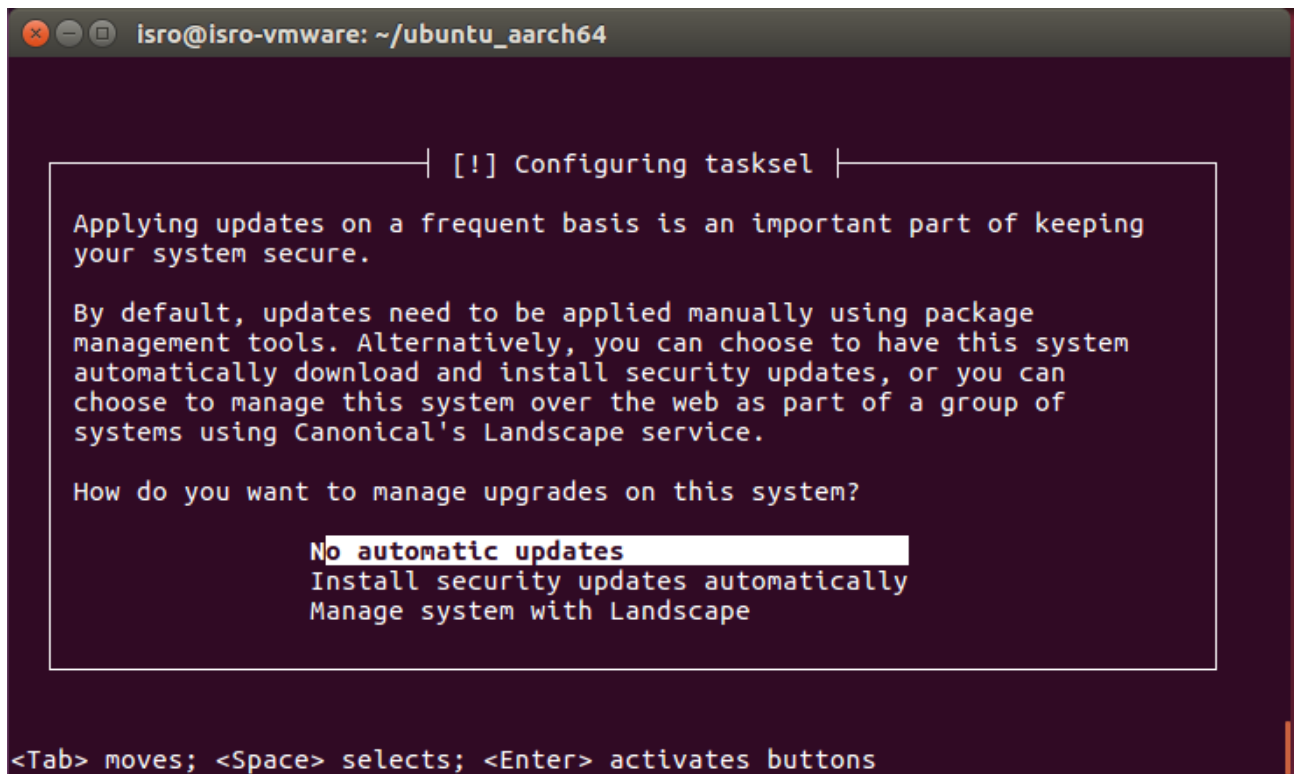 isro@isro-vmware: ~/ubuntu_aarch64
[!] Configuring tasksel
Applying updates on a frequent basis is an important part of keeping
your system secure.
By default, updates need to be applied manually using package
management tools. Alternatively, you can choose to have this system
automatically download and install security updates, or you can
choose to manage this system over the web as part of a group of
systems using Canonical's Landscape service.
How do you want to manage upgrades on this system?
No automatic updates
Install security updates automatically
Manage system with Landscape
<Tab> moves; <Space> selects; <Enter> activates buttons